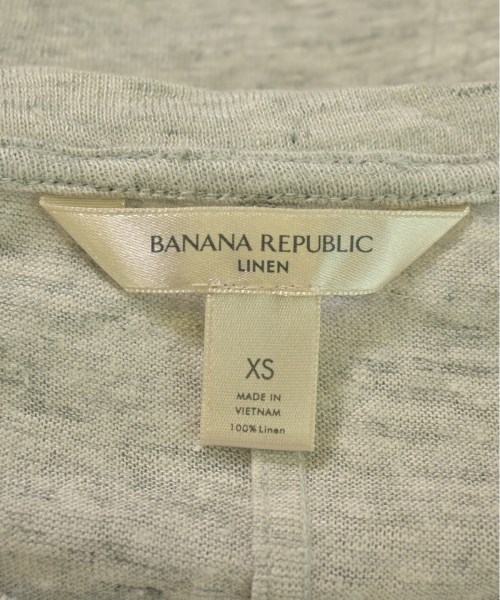 BANANA REPUBLIC
LINEN
XS
MADE IN
VIETNAM
100% Linen